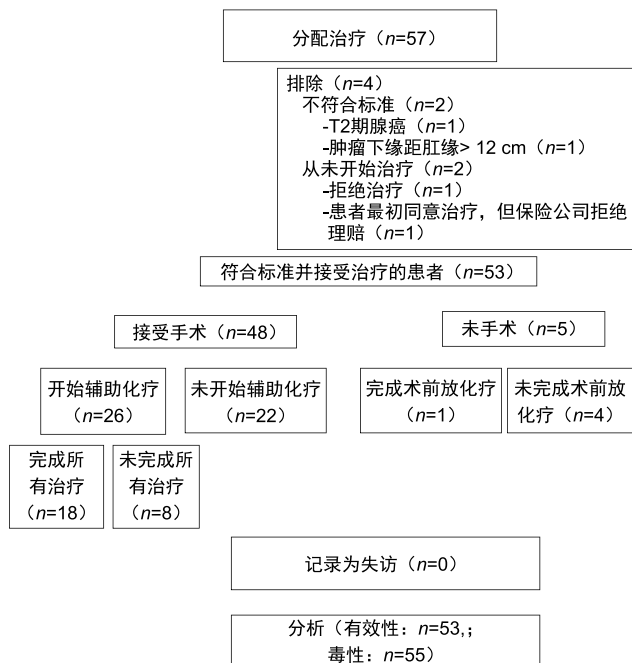 分配治疗（n=57）
排除（n=4）
不符合标准（n=2）
-T2期腺癌（n=1）
-肿瘤下缘距肛缘> 12 cm（n=1）
从未开始治疗（n=2）
-拒绝治疗（n=1）
-患者最初同意治疗，但保险公司拒绝
理赔（n=1）
符合标准并接受治疗的患者（n=53）
接受手术（n=48）
未手术（n=5）
开始辅助化疗
（n=26）
未开始辅助化疗
（n=22）
完成术前放化疗
（n=1）
未完成术前放
化疗（n=4）
完成所
有治疗
（n=18）
未完成所
有治疗
（n=8）
记录为失访（n=0）
分析（有效性：n=53,；
毒性：n=55）